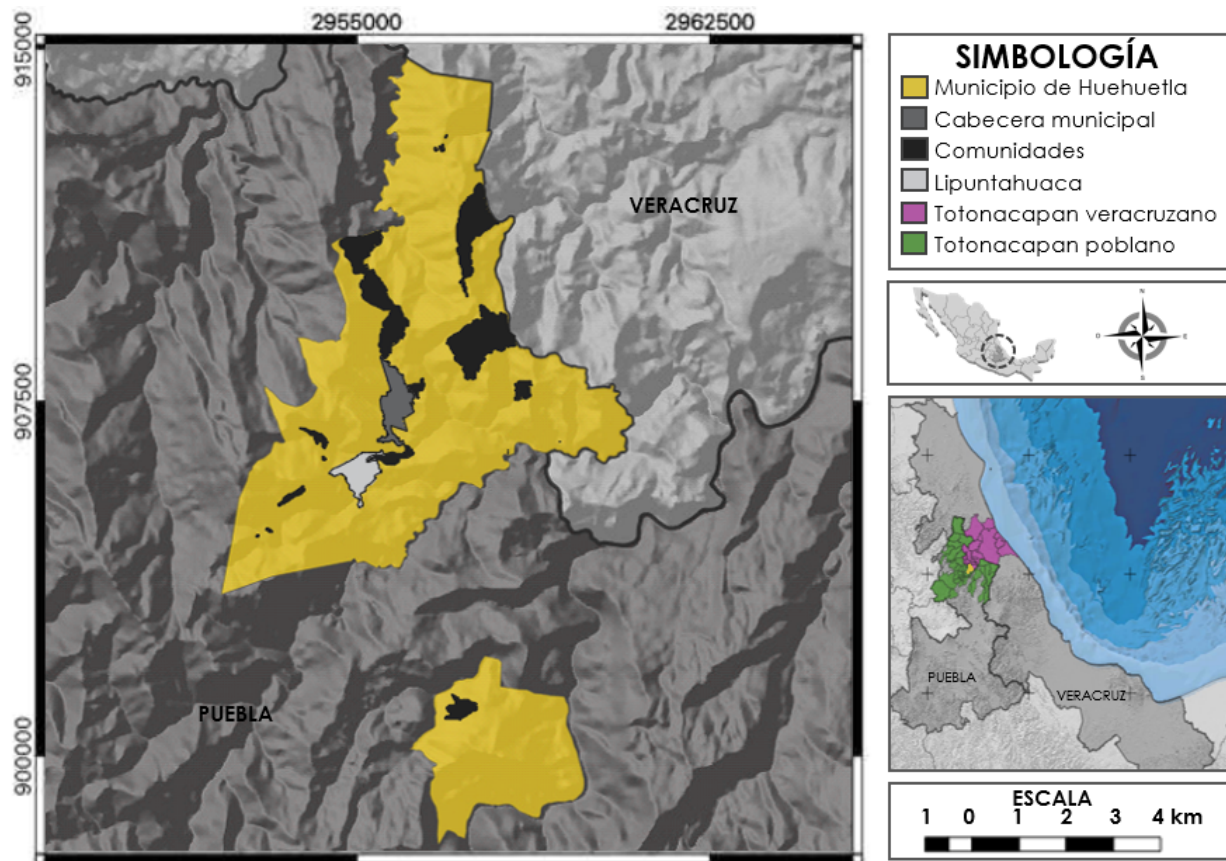 2955000
2962500
915000
907500
900000
VERACRUZ
PUEBLA
SIMBOLOGÍA
Municipio de Huehuetla
Cabecera municipal
Comunidades
Lipuntahuaca
Totonacapan veracruzano
Totonacapan poblano
N
O
E
S
PUEBLA
VERACRUZ
ESCALA
1 0 1 2 3 4 km